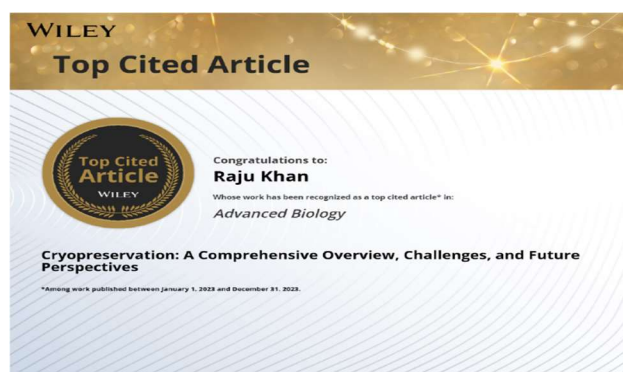 WILEY
Top Cited Article
Top Cited
Article
WILEY
Congratulations to:
Raju Khan
Whose work has been recognized as a top cited article* in:
Advanced Biology
Cryopreservation: A Comprehensive Overview, Challenges, and Future
Perspectives
*Among work published between January 1, 2023 and December 31, 2023.